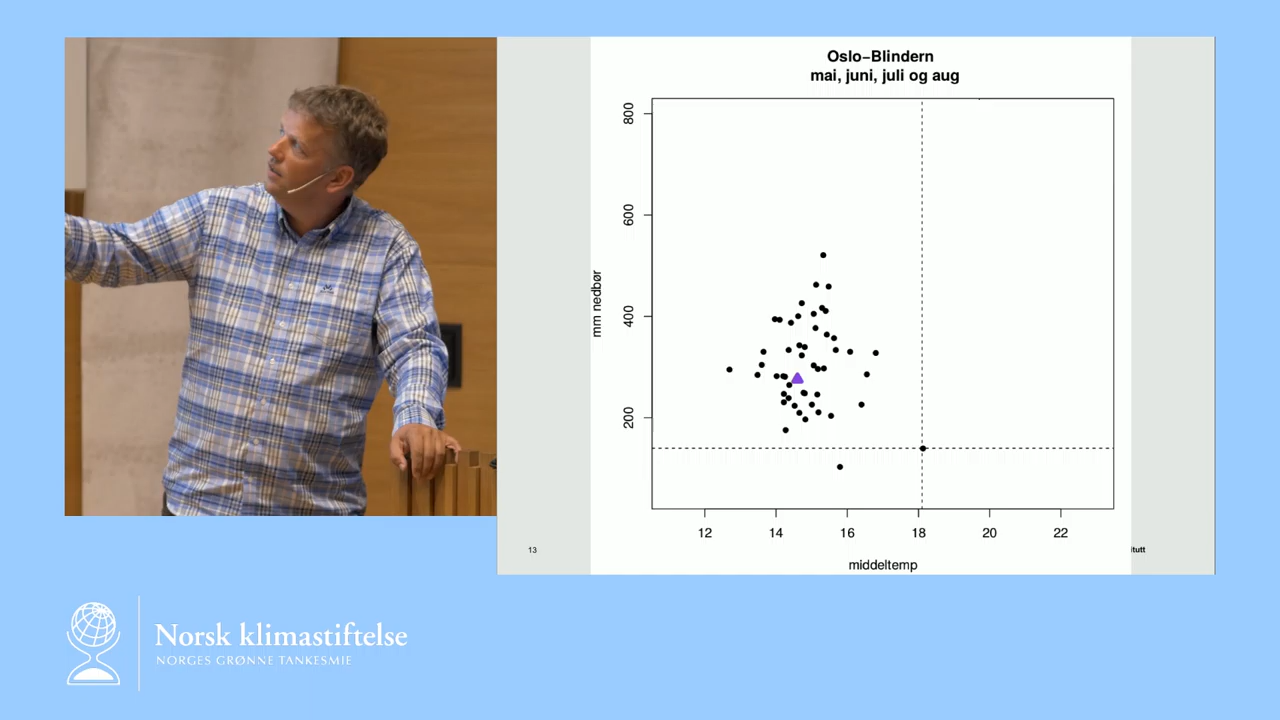 Oslo−Blindern
mai, juni, juli og aug
mm nedbør
800
600
400
200
12 14 16 18 20 22
middeltemp
13
itutt
Norsk klimastiftelse
NORGES GRØNNE TANKESMIE